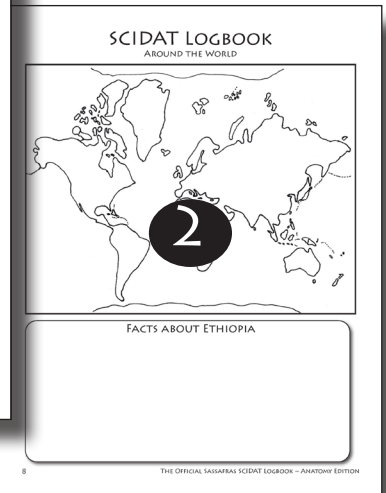 SCIDAT Logbook
Around the World
2
Facts about Ethiopia
8
The Official Sassafras SCIDAT Logbook ~ Anatomy Edition